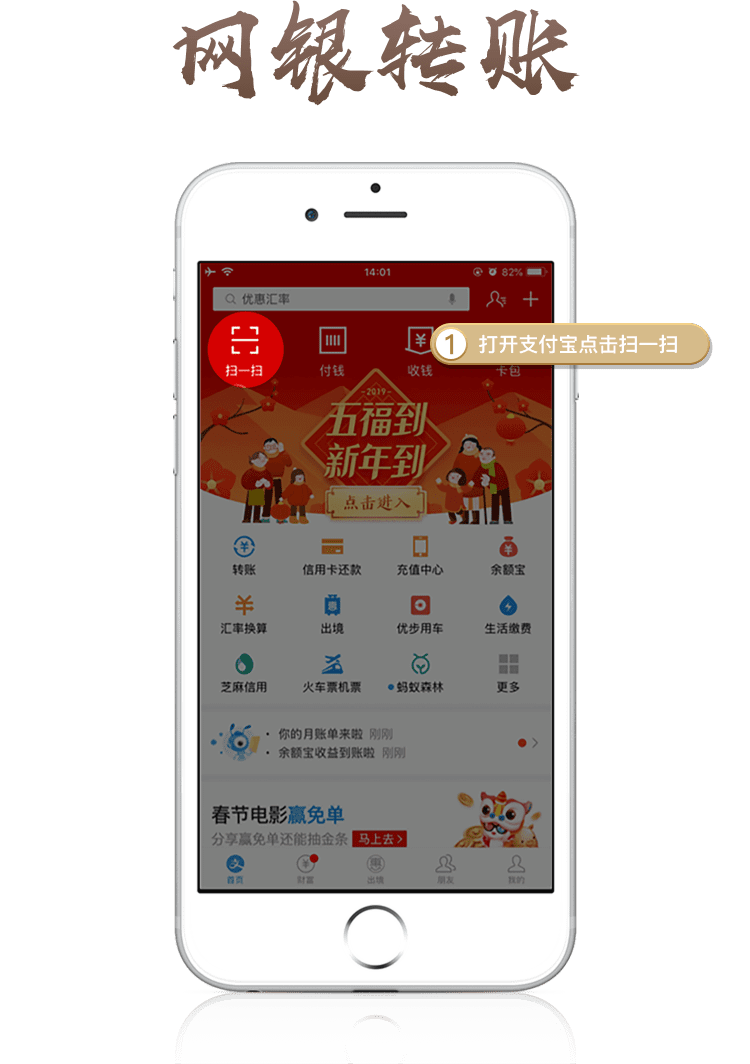 网银转账
14:01
82%
优惠汇率
扫一扫
付钱
收钱
卡包
1 打开支付宝点击扫一扫
-2019-
五福到
新年到
点击进入
转账
信用卡还款
充值中心
余额宝
汇率换算
出境
优步用车
生活缴费
芝麻信用
火车票机票
蚂蚁森林
更多
你的月账单来啦 刚刚
余额宝收益到账啦 刚刚
春节电影赢免单
分享赢免单还能抽金条 马上去>
首页
财富
出境
朋友
我的